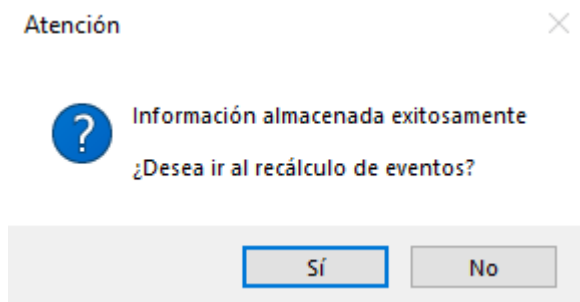 Atención
Información almacenada exitosamente
¿Desea ir al recálculo de eventos?
Sí
No